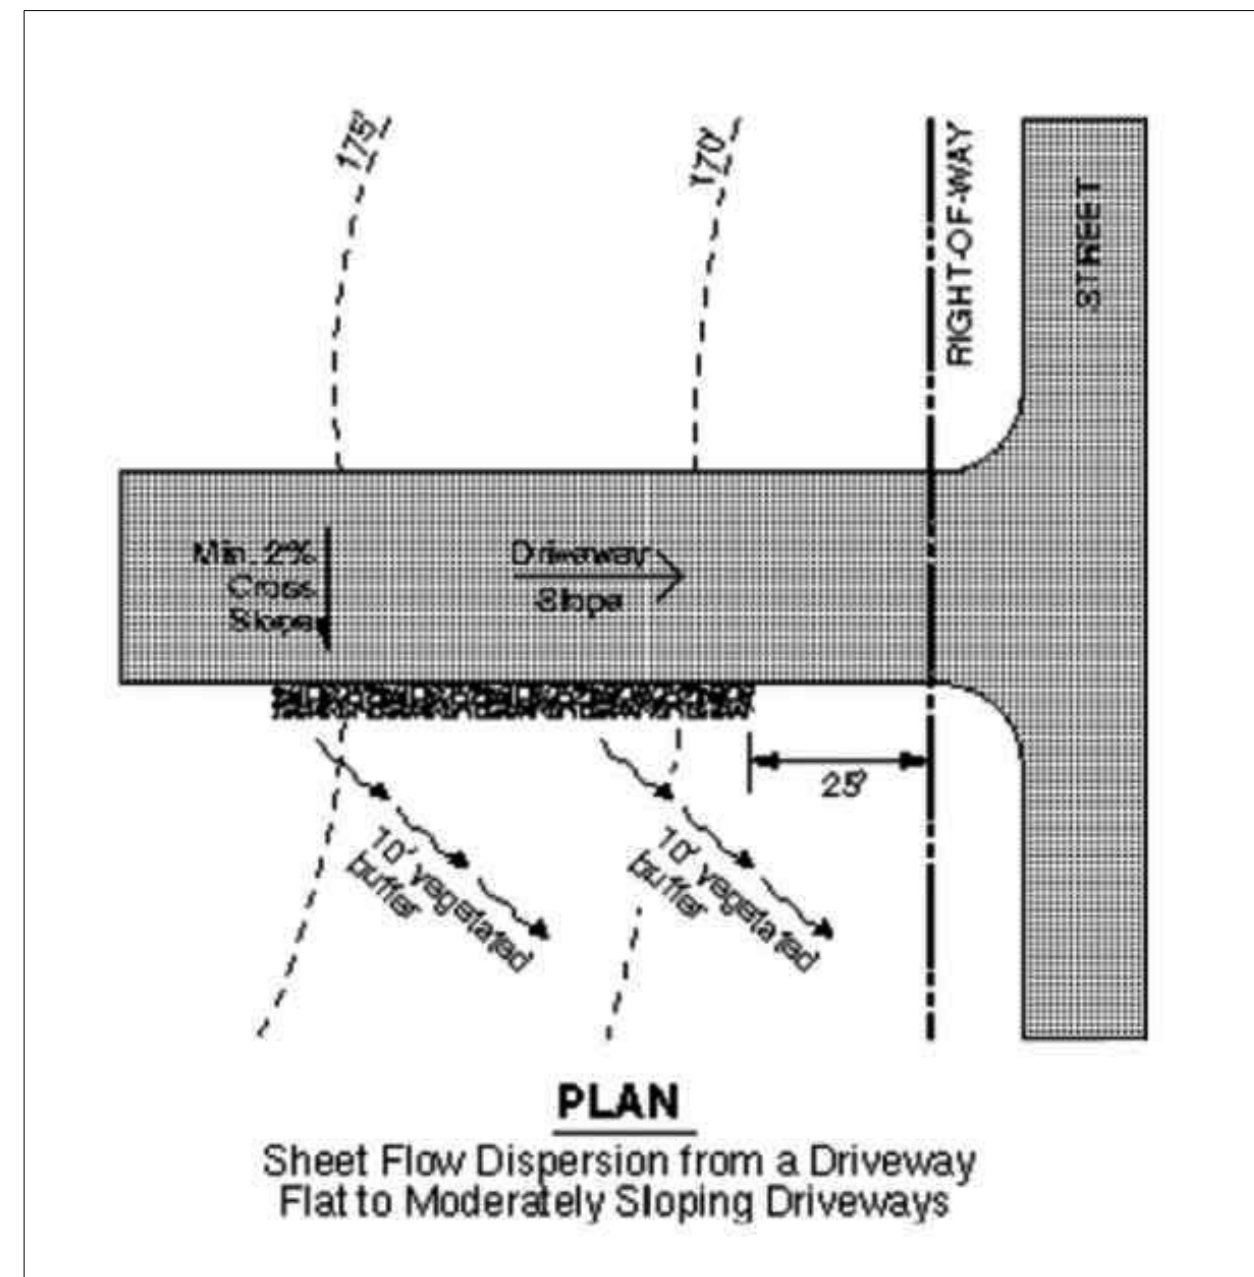 175'
170'
RIGHT-OF-WAY
STREET
Min. 2%
Cross
Slope
Driveway
Slope
25'
10' vegetated
buffer
10' vegetated
buffer
PLAN
Sheet Flow Dispersion from a Driveway
Flat to Moderately Sloping Driveways